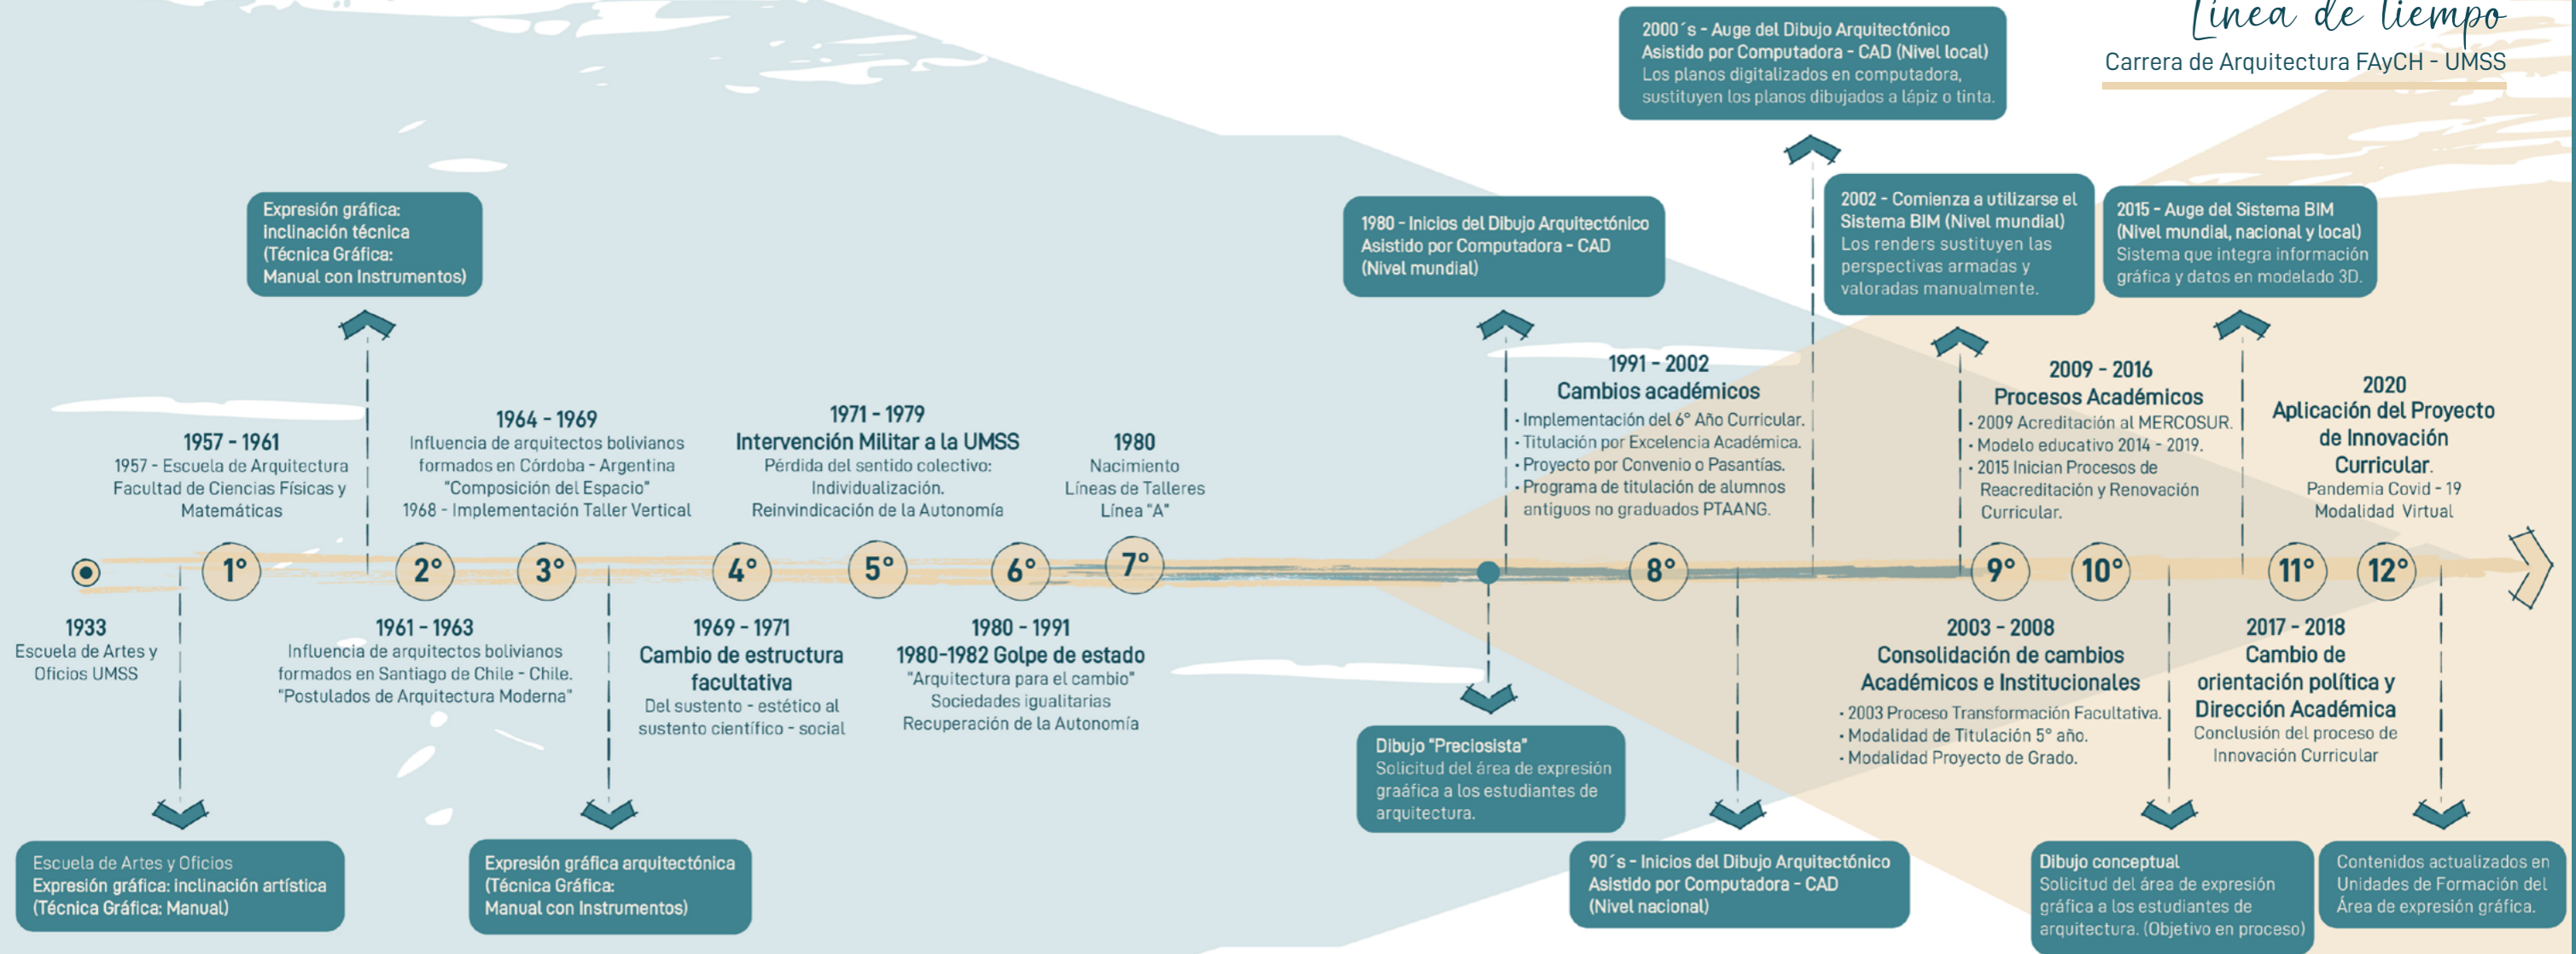 Línea de tiempo
Carrera de Arquitectura FAyCH - UMSS
2000´s - Auge del Dibujo Arquitectónico
Asistido por Computadora - CAD (Nivel local)
Los planos digitalizados en computadora,
sustituyen los planos dibujados a lápiz o tinta.
Expresión gráfica:
inclinación técnica
(Técnica Gráfica:
Manual con Instrumentos)
1980 - Inicios del Dibujo Arquitectónico
Asistido por Computadora - CAD
(Nivel mundial)
2002 - Comienza a utilizarse el
Sistema BIM (Nivel mundial)
Los renders sustituyen las
perspectivas armadas y
valoradas manualmente.
2015 - Auge del Sistema BIM
(Nivel mundial, nacional y local)
Sistema que integra información
gráfica y datos en modelado 3D.
1957 - 1961
1957 - Escuela de Arquitectura
Facultad de Ciencias Físicas y
Matemáticas
1964 - 1969
Influencia de arquitectos bolivianos
formados en Córdoba - Argentina
"Composición del Espacio"
1968 - Implementación Taller Vertical
1971 - 1979
Intervención Militar a la UMSS
Pérdida del sentido colectivo:
Individualización.
Reinvindicación de la Autonomía
1980
Nacimiento
Líneas de Talleres
Línea "A"
1991 - 2002
Cambios académicos
· Implementación del 6° Año Curricular.
· Titulación por Excelencia Académica.
· Proyecto por Convenio o Pasantías.
· Programa de titulación de alumnos
antiguos no graduados PTAANG.
2009 - 2016
Procesos Académicos
· 2009 Acreditación al MERCOSUR.
· Modelo educativo 2014 - 2019.
· 2015 Inician Procesos de
Reacreditación y Renovación
Curricular.
2020
Aplicación del Proyecto
de Innovación
Curricular.
Pandemia Covid - 19
Modalidad Virtual
1°
2°
3°
4°
5°
6°
7°
8°
9°
10°
11°
12°
1933
Escuela de Artes y
Oficios UMSS
1961 - 1963
Influencia de arquitectos bolivianos
formados en Santiago de Chile - Chile.
"Postulados de Arquitectura Moderna"
1969 - 1971
Cambio de estructura
facultativa
Del sustento - estético al
sustento científico - social
1980 - 1991
1980-1982 Golpe de estado
"Arquitectura para el cambio"
Sociedades igualitarias
Recuperación de la Autonomía
2003 - 2008
Consolidación de cambios
Académicos e Institucionales
· 2003 Proceso Transformación Facultativa.
· Modalidad de Titulación 5° año.
· Modalidad Proyecto de Grado.
2017 - 2018
Cambio de
orientación política y
Dirección Académica
Conclusión del proceso de
Innovación Curricular
Dibujo "Preciosista"
Solicitud del área de expresión
graáfica a los estudiantes de
arquitectura.
Escuela de Artes y Oficios
Expresión gráfica: inclinación artística
(Técnica Gráfica: Manual)
Expresión gráfica arquitectónica
(Técnica Gráfica:
Manual con Instrumentos)
90´s - Inicios del Dibujo Arquitectónico
Asistido por Computadora - CAD
(Nivel nacional)
Dibujo conceptual
Solicitud del área de expresión
gráfica a los estudiantes de
arquitectura. (Objetivo en proceso)
Contenidos actualizados en
Unidades de Formación del
Área de expresión gráfica.